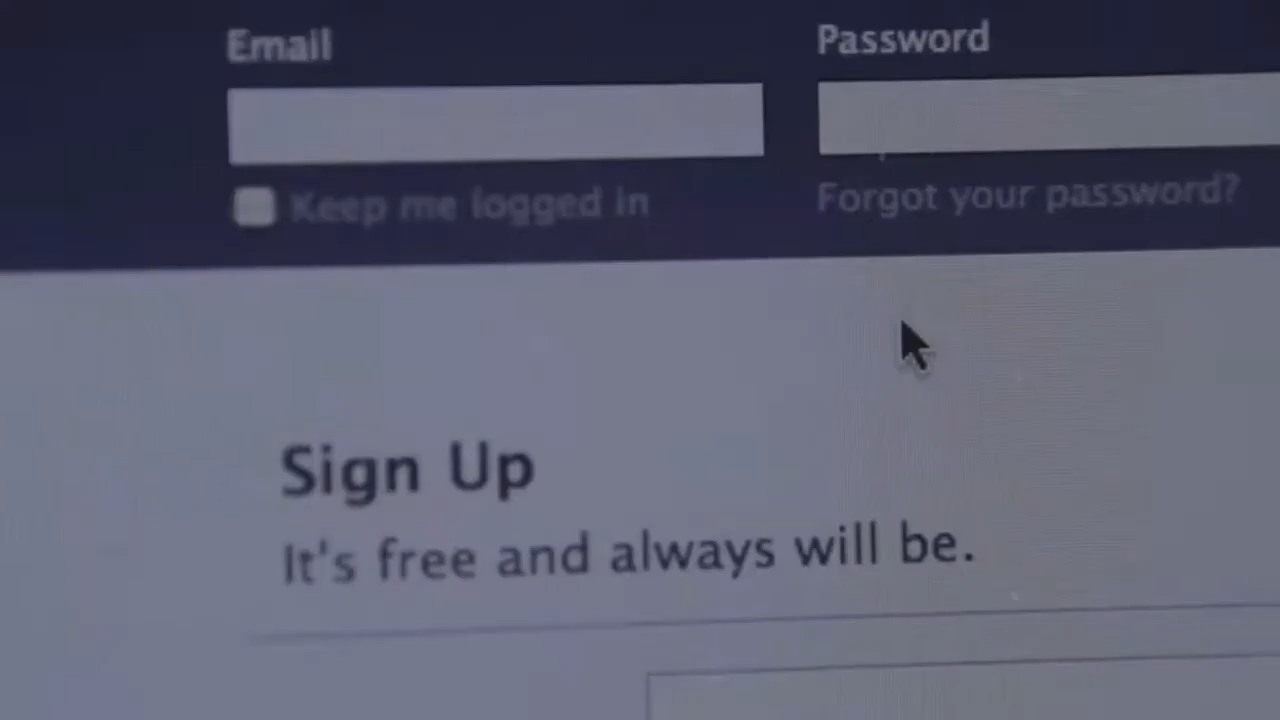 Email
Password
Keep me logged in
Forgot your password?
Sign Up
It's free and always will be.